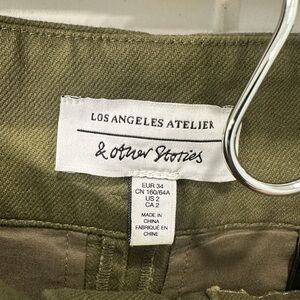 LOS ANGELES ATELIER
& other Stories
EUR 34
CN 160/64A
US 2
CA 2
MADE IN
CHINA
FABRIQUÉ EN
CHINE